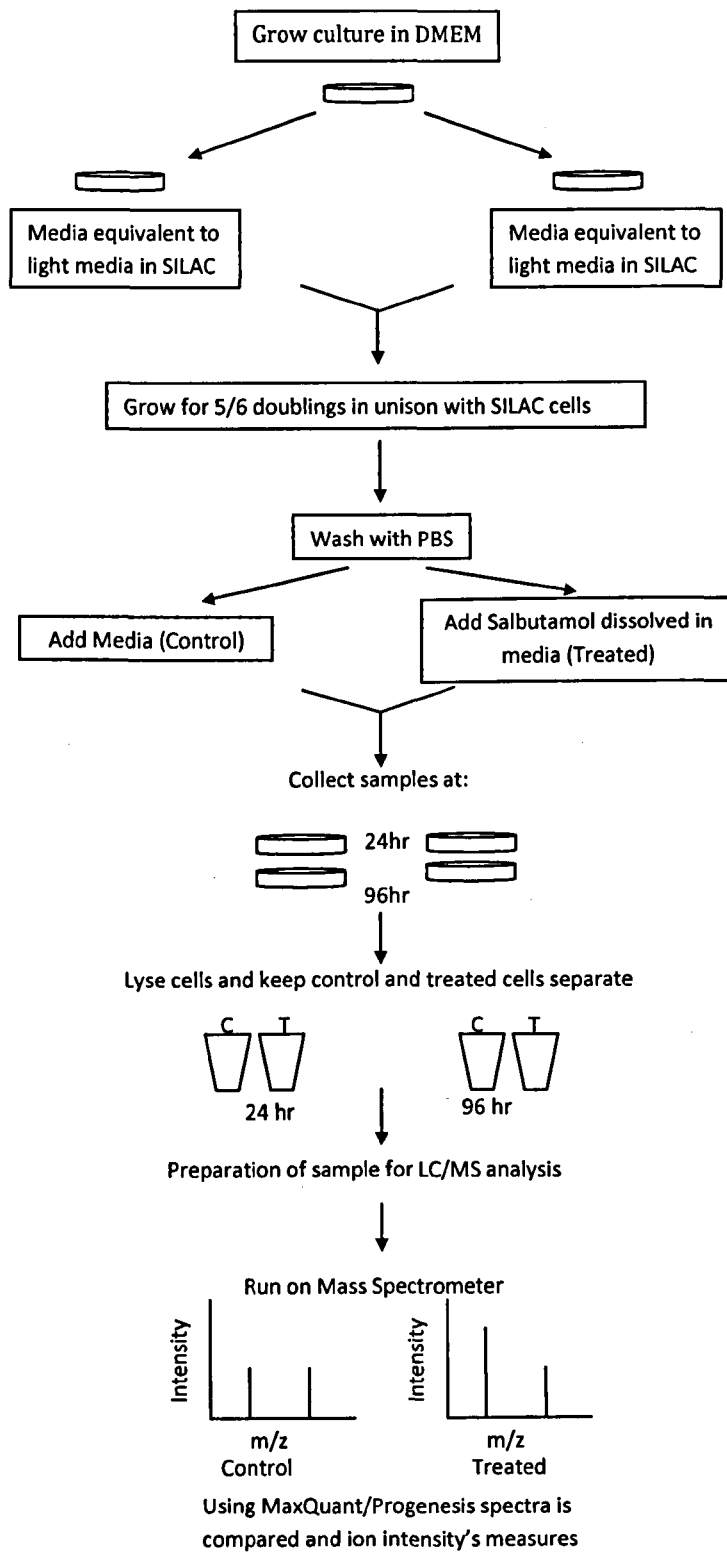 Grow culture in DMEM
Media equivalent to
light media in SILAC
Media equivalent to
light media in SILAC
Grow for 5/6 doublings in unison with SILAC cells
Wash with PBS
Add Media (Control)
Add Salbutamol dissolved in
media (Treated)
Collect samples at:
24hr
96hr
Lyse cells and keep control and treated cells separate
C T
C T
24 hr
96 hr
Preparation of sample for LC/MS analysis
Run on Mass Spectrometer
Intensity
m/z
Control
Intensity
m/z
Treated
Using MaxQuant/Progenesis spectra is
compared and ion intensity's measures